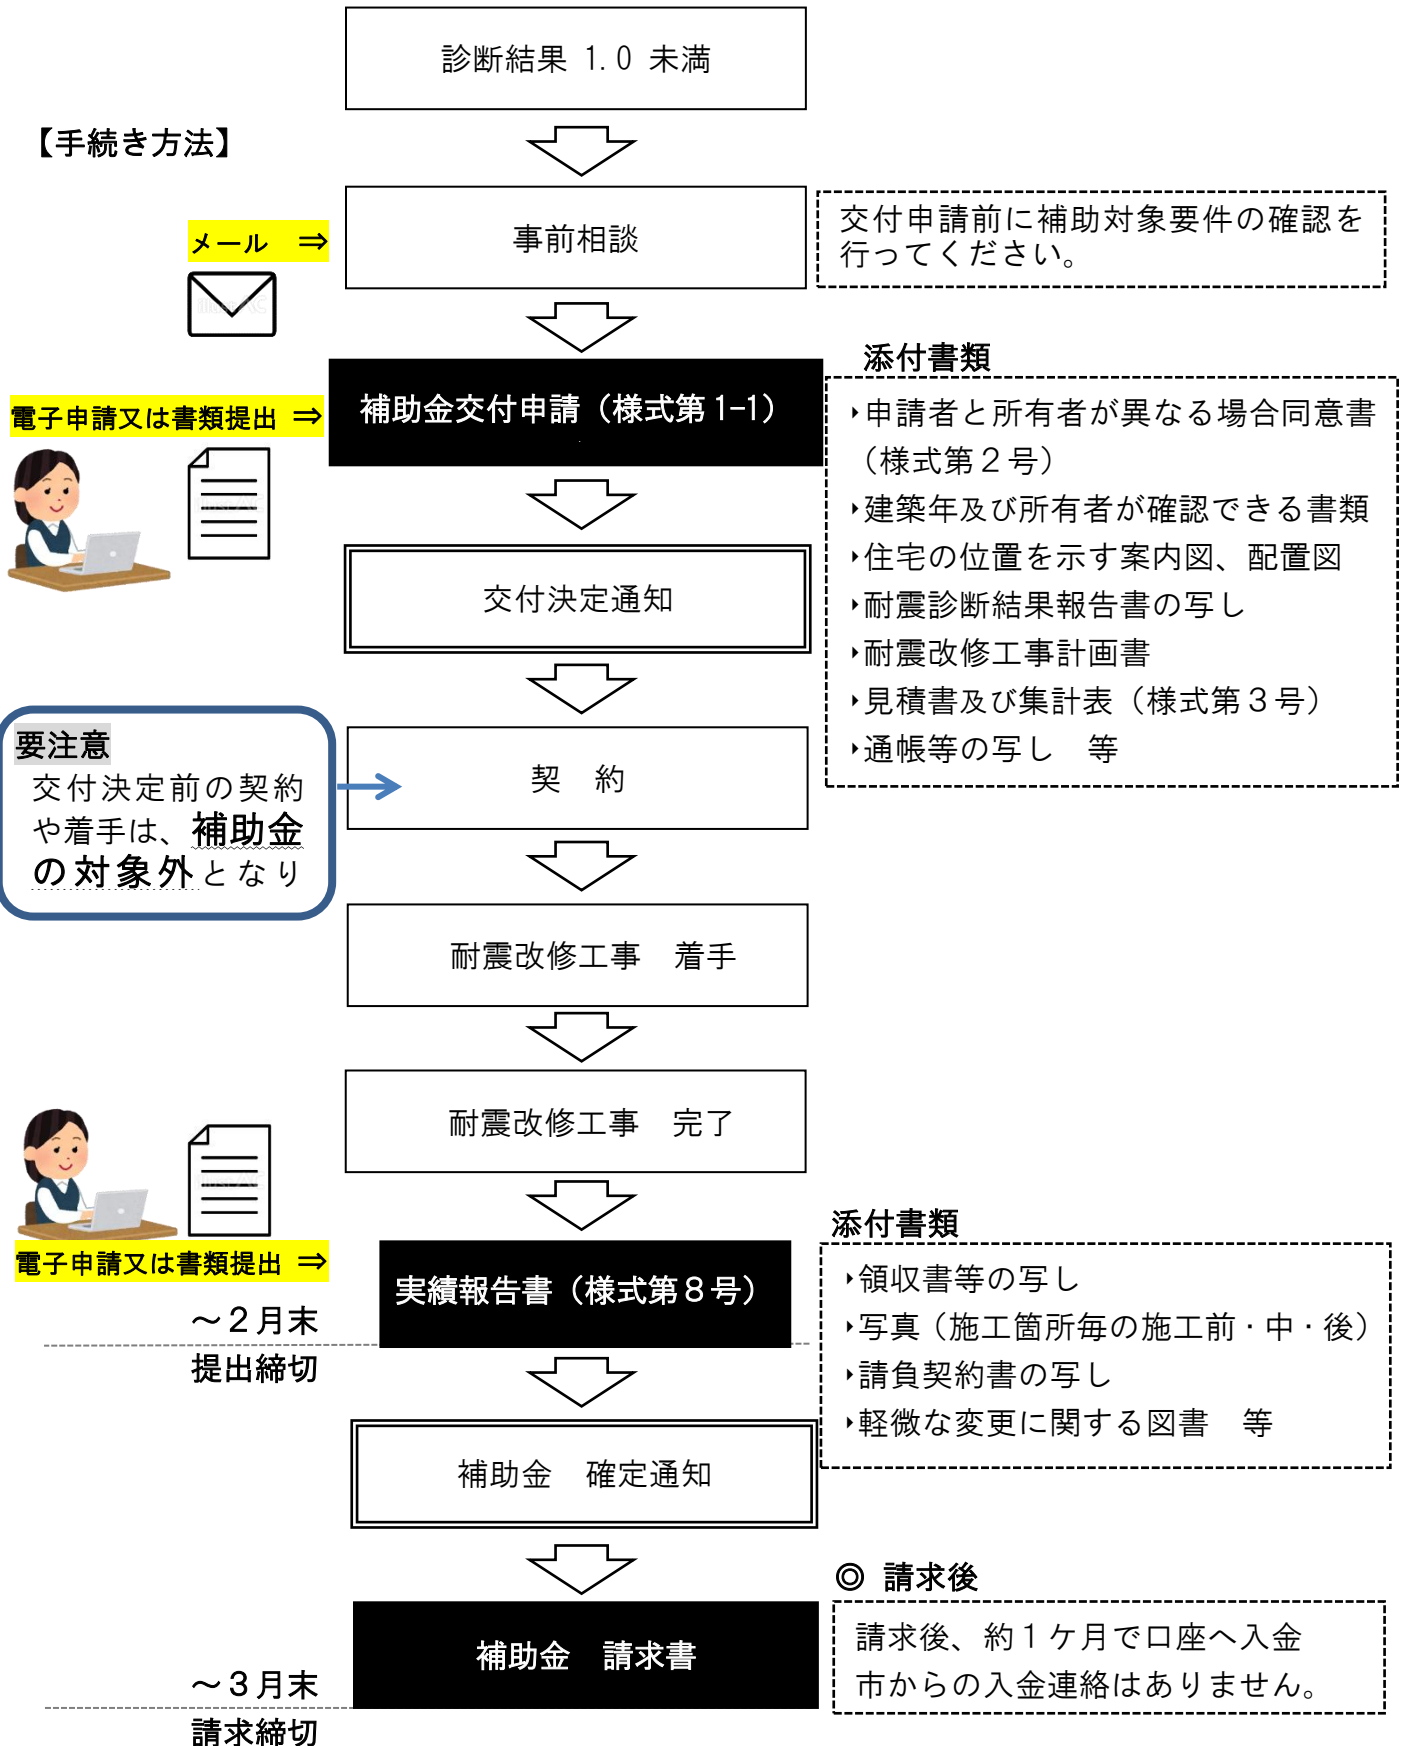 診断結果 1.0 未満
【手続き方法】
メール ⇒
事前相談
交付申請前に補助対象要件の確認を
行ってください。
添付書類
電子申請又は書類提出 ⇒
補助金交付申請（様式第1-1）
‣申請者と所有者が異なる場合同意書
（様式第２号）
‣建築年及び所有者が確認できる書類
‣住宅の位置を示す案内図、配置図
‣耐震診断結果報告書の写し
‣耐震改修工事計画書
‣見積書及び集計表（様式第３号）
‣通帳等の写し　等
交付決定通知
要注意
交付決定前の契約
や着手は、補助金
の対象外となり
契　約
耐震改修工事　着手
耐震改修工事　完了
電子申請又は書類提出 ⇒
実績報告書（様式第８号）
～２月末
提出締切
添付書類
‣領収書等の写し
‣写真（施工箇所毎の施工前・中・後）
‣請負契約書の写し
‣軽微な変更に関する図書　等
補助金　確定通知
補助金　請求書
◎ 請求後
請求後、約１ケ月で口座へ入金
市からの入金連絡はありません。
～３月末
請求締切